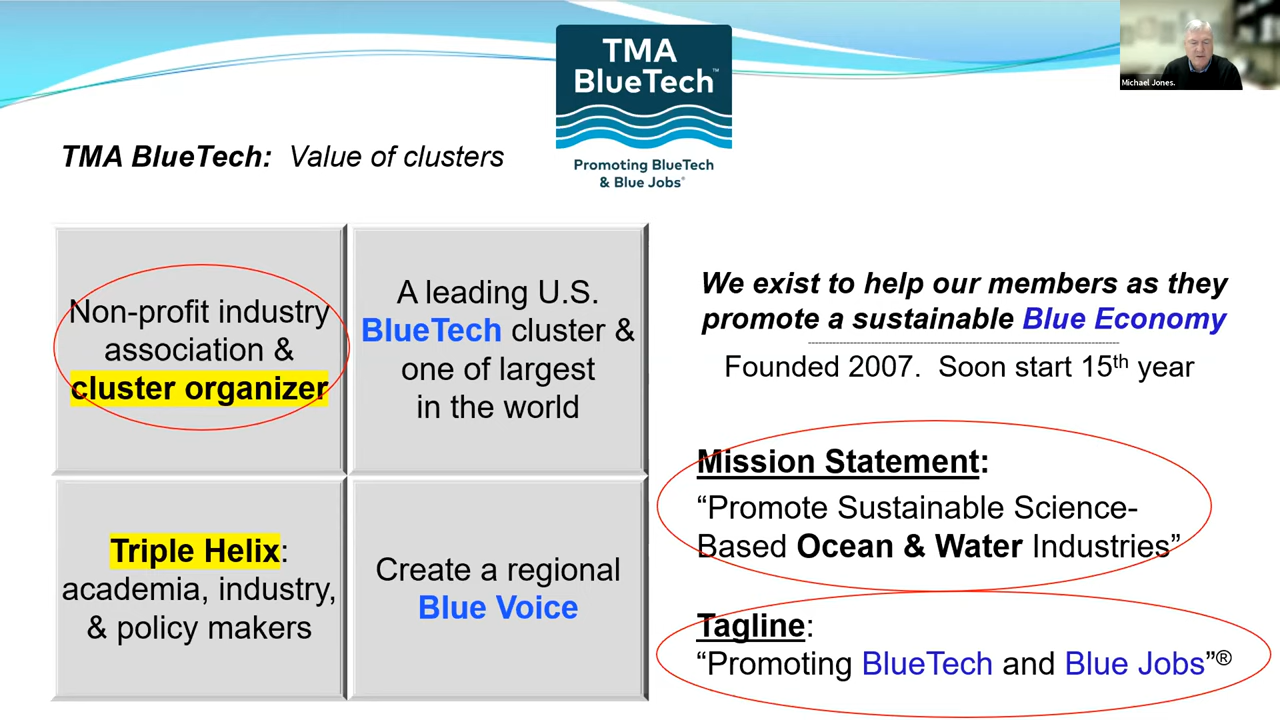 TMA
BlueTech™
Promoting BlueTech
& Blue Jobs®
Michael Jones.
TMA BlueTech: Value of clusters
Non-profit industry
association &
cluster organizer
A leading U.S.
BlueTech cluster &
one of largest
in the world
Triple Helix:
academia, industry,
& policy makers
Create a regional
Blue Voice
We exist to help our members as they
promote a sustainable Blue Economy
Founded 2007. Soon start 15th year
Mission Statement:
“Promote Sustainable Science-
Based Ocean & Water Industries”
Tagline:
“Promoting BlueTech and Blue Jobs”®